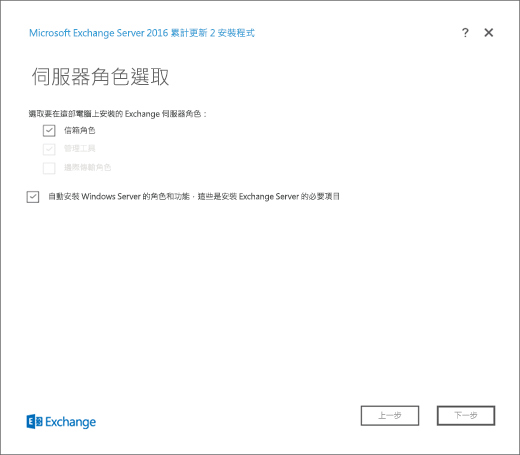 Microsoft Exchange Server 2016 累計更新 2 安裝程式
?
伺服器角色選取
選取要在這部電腦上安裝的 Exchange 伺服器角色：
信箱角色
管理工具
邊際傳輸角色
自動安裝 Windows Server 的角色和功能，這些是安裝 Exchange Server 的必要項目
E Exchange
上一步
下一步